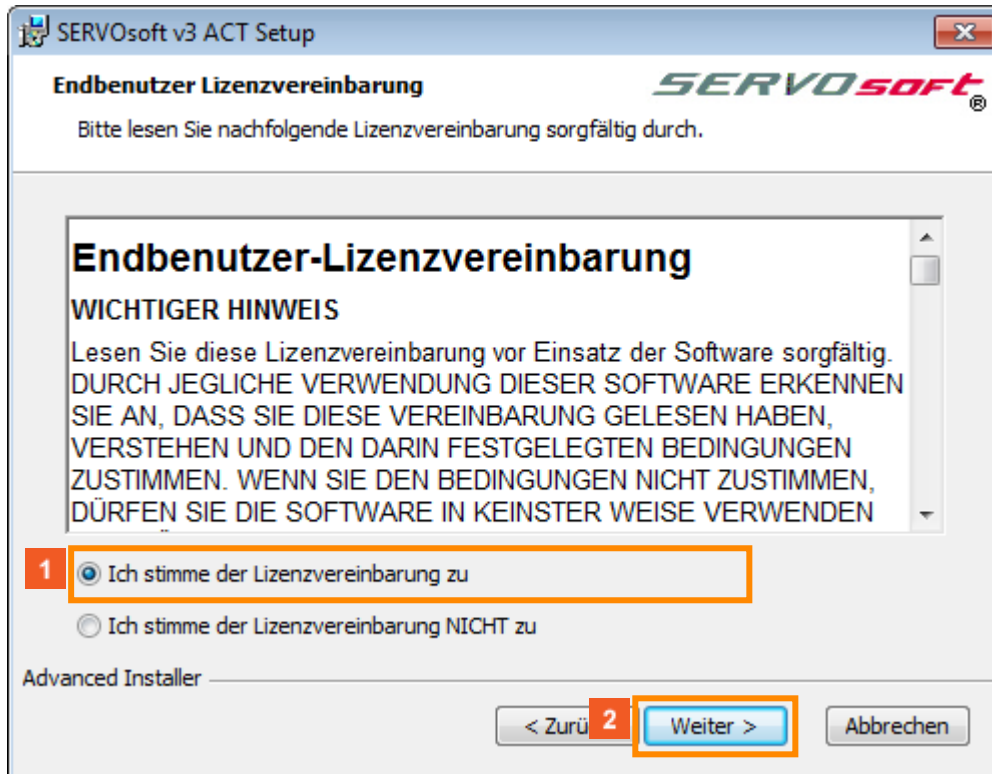 SERVOsoft v3 ACT Setup
Endbenutzer Lizenzvereinbarung
SERVOsoft®
Bitte lesen Sie nachfolgende Lizenzvereinbarung sorgfältig durch.
Endbenutzer-Lizenzvereinbarung
WICHTIGER HINWEIS
Lesen Sie diese Lizenzvereinbarung vor Einsatz der Software sorgfältig.
DURCH JEGLICHE VERWENDUNG DIESER SOFTWARE ERKENNEN
SIE AN, DASS SIE DIESE VEREINBARUNG GELESEN HABEN,
VERSTEHEN UND DEN DARIN FESTGELEGTEN BEDINGUNGEN
ZUSTIMMEN. WENN SIE DEN BEDINGUNGEN NICHT ZUSTIMMEN,
DÜRFEN SIE DIE SOFTWARE IN KEINSTER WEISE VERWENDEN
1 Ich stimme der Lizenzvereinbarung zu
Ich stimme der Lizenzvereinbarung NICHT zu
Advanced Installer
< Zurü 2 Weiter > Abbrechen